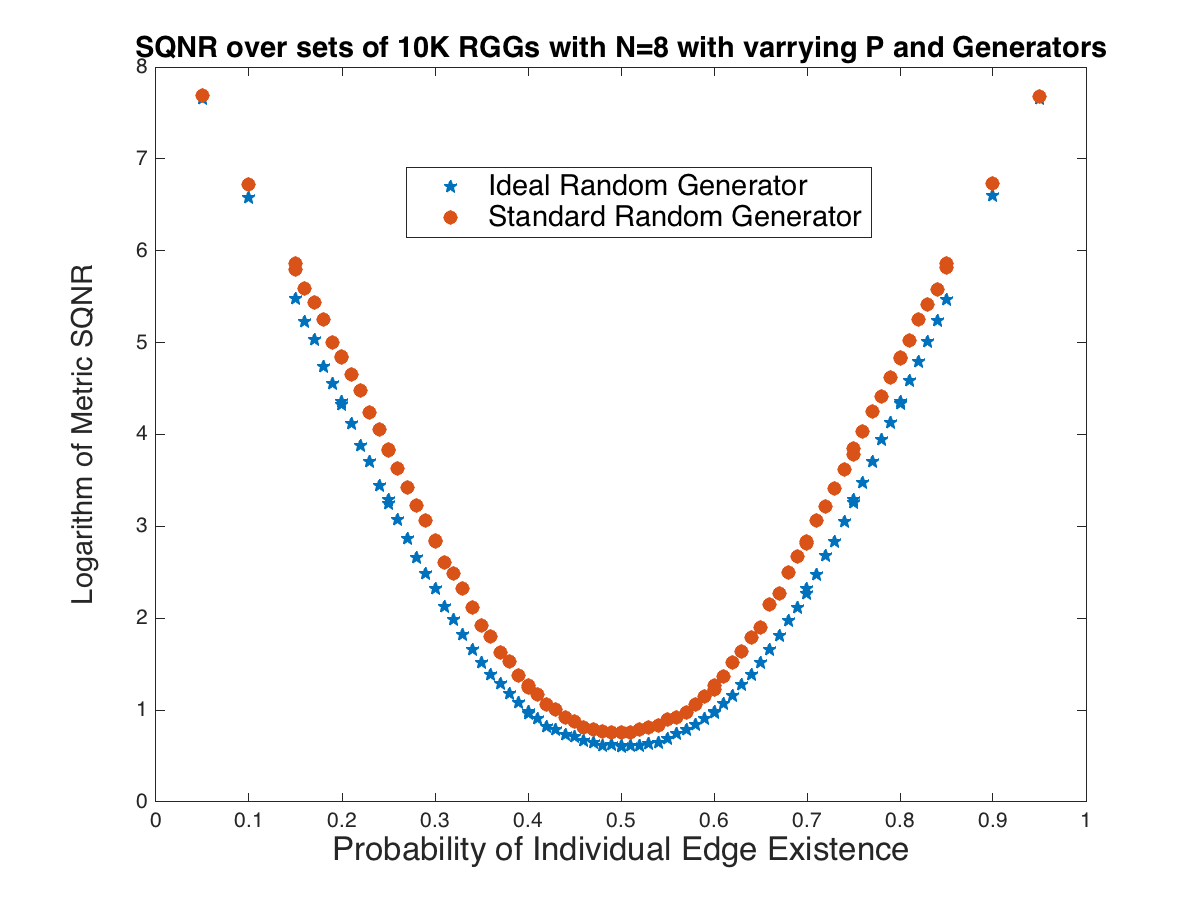 SQNR over sets of 10K RGGs with N=8 with varrying P and Generators
8
7
6
5
4
3
2
1
0
Logarithm of Metric SQNR
Ideal Random Generator
Standard Random Generator
0 0.1 0.2 0.3 0.4 0.5 0.6 0.7 0.8 0.9 1
Probability of Individual Edge Existence